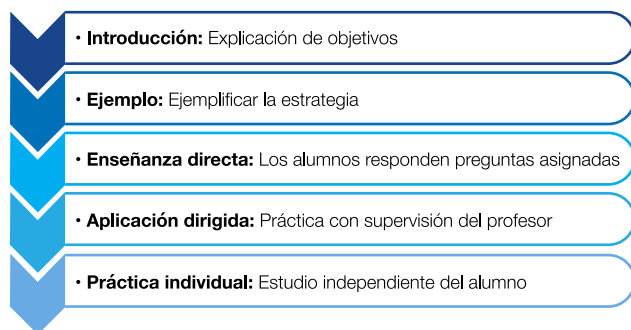 • Introducción: Explicación de objetivos
• Ejemplo: Ejemplificar la estrategia
• Enseñanza directa: Los alumnos responden preguntas asignadas
• Aplicación dirigida: Práctica con supervisión del profesor
• Práctica individual: Estudio independiente del alumno